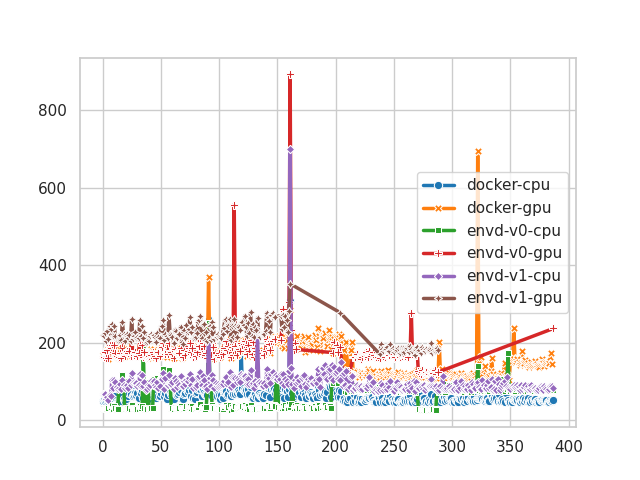 800
600
400
200
0
docker-cpu
docker-gpu
envd-v0-cpu
envd-v0-gpu
envd-v1-cpu
envd-v1-gpu
0 50 100 150 200 250 300 350 400